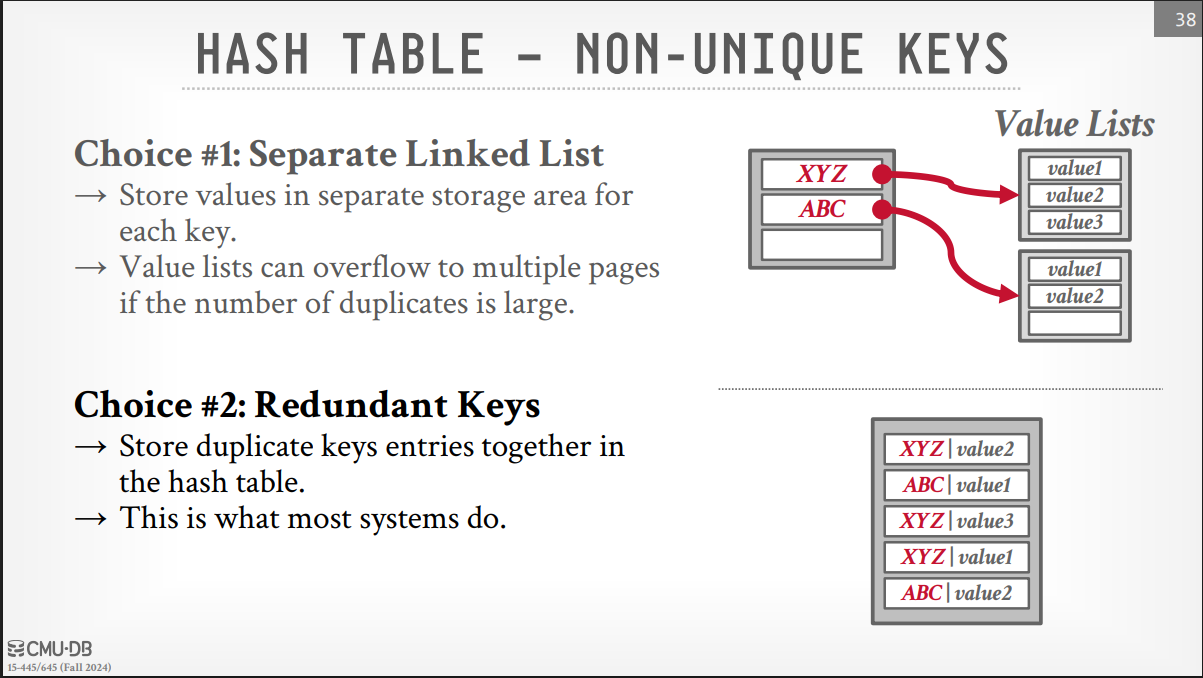 38
HASH TABLE – NON-UNIQUE KEYS
Choice #1: Separate Linked List
→ Store values in separate storage area for
each key.
→ Value lists can overflow to multiple pages
if the number of duplicates is large.
Value Lists
XYZ
ABC
value1
value2
value3
value1
value2
Choice #2: Redundant Keys
→ Store duplicate keys entries together in
the hash table.
→ This is what most systems do.
XYZ|value2
ABC|value1
XYZ|value3
XYZ|value1
ABC|value2
CMU·DB
15-445/645 (Fall 2024)